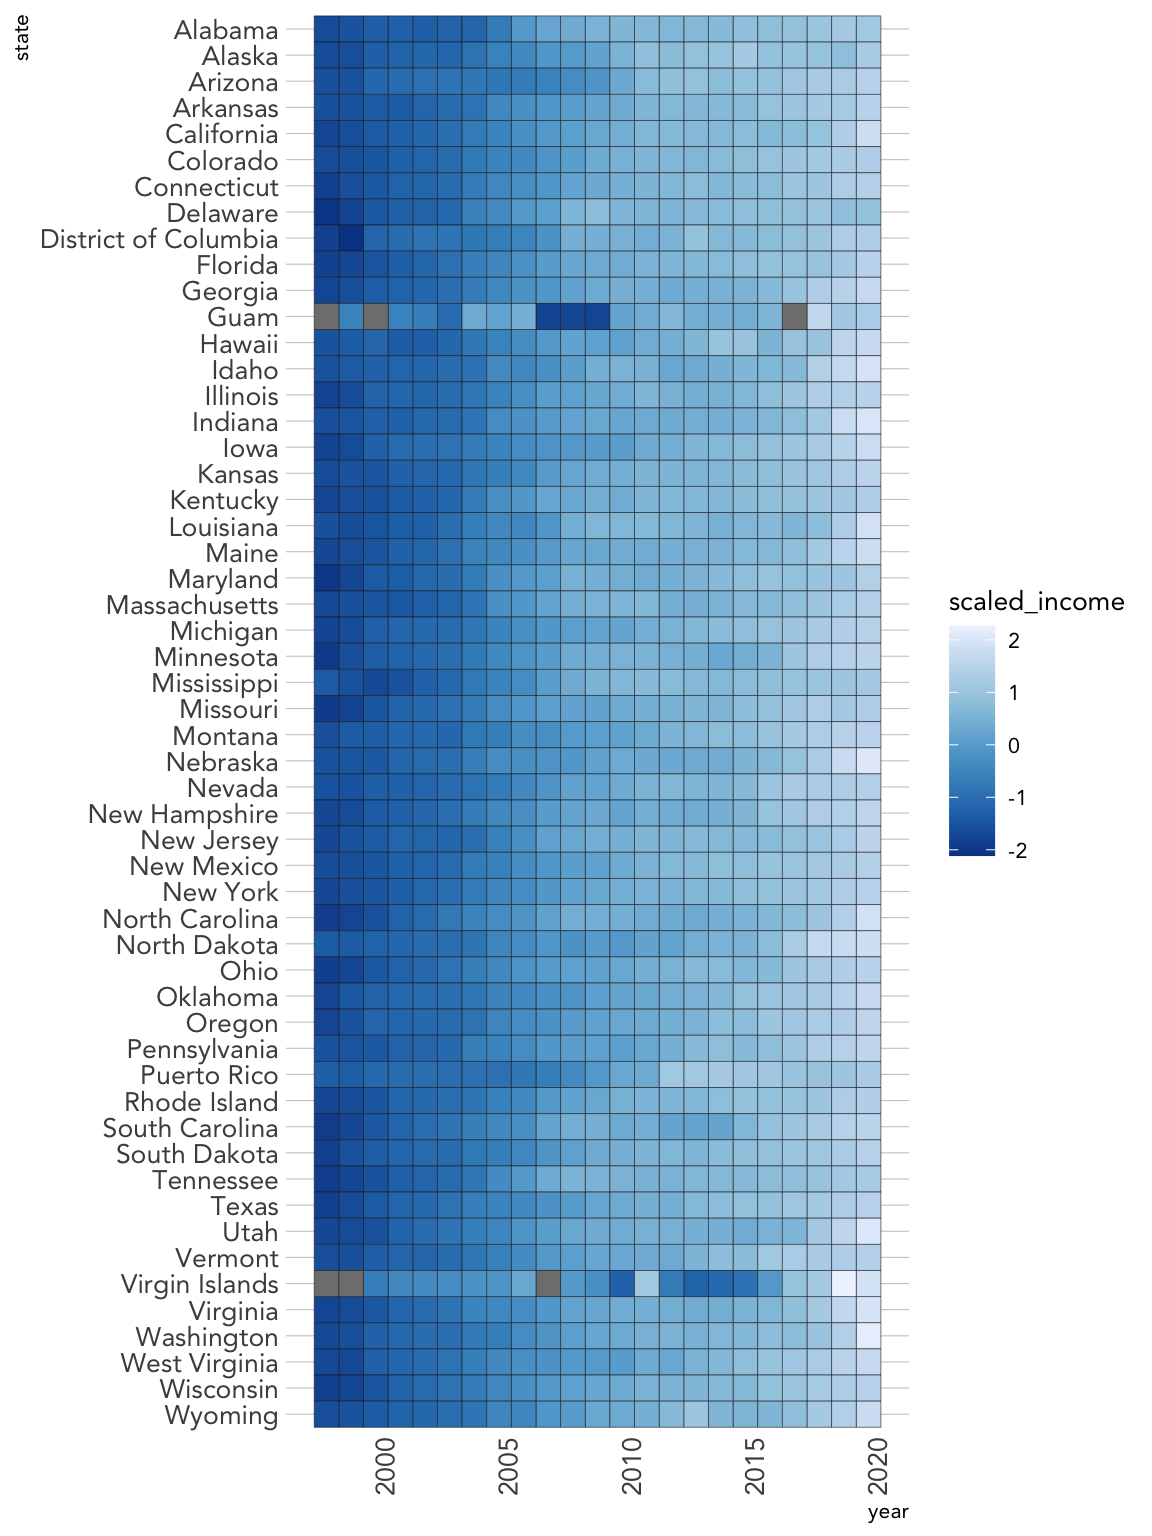 state
Alabama
Alaska
Arizona
Arkansas
California
Colorado
Connecticut
Delaware
District of Columbia
Florida
Georgia
Guam
Hawaii
Idaho
Illinois
Indiana
Iowa
Kansas
Kentucky
Louisiana
Maine
Maryland
Massachusetts
Michigan
Minnesota
Mississippi
Missouri
Montana
Nebraska
Nevada
New Hampshire
New Jersey
New Mexico
New York
North Carolina
North Dakota
Ohio
Oklahoma
Oregon
Pennsylvania
Puerto Rico
Rhode Island
South Carolina
South Dakota
Tennessee
Texas
Utah
Vermont
Virgin Islands
Virginia
Washington
West Virginia
Wisconsin
Wyoming
2000 2005 2010 2015 2020
year
scaled_income
2
1
0
-1
-2